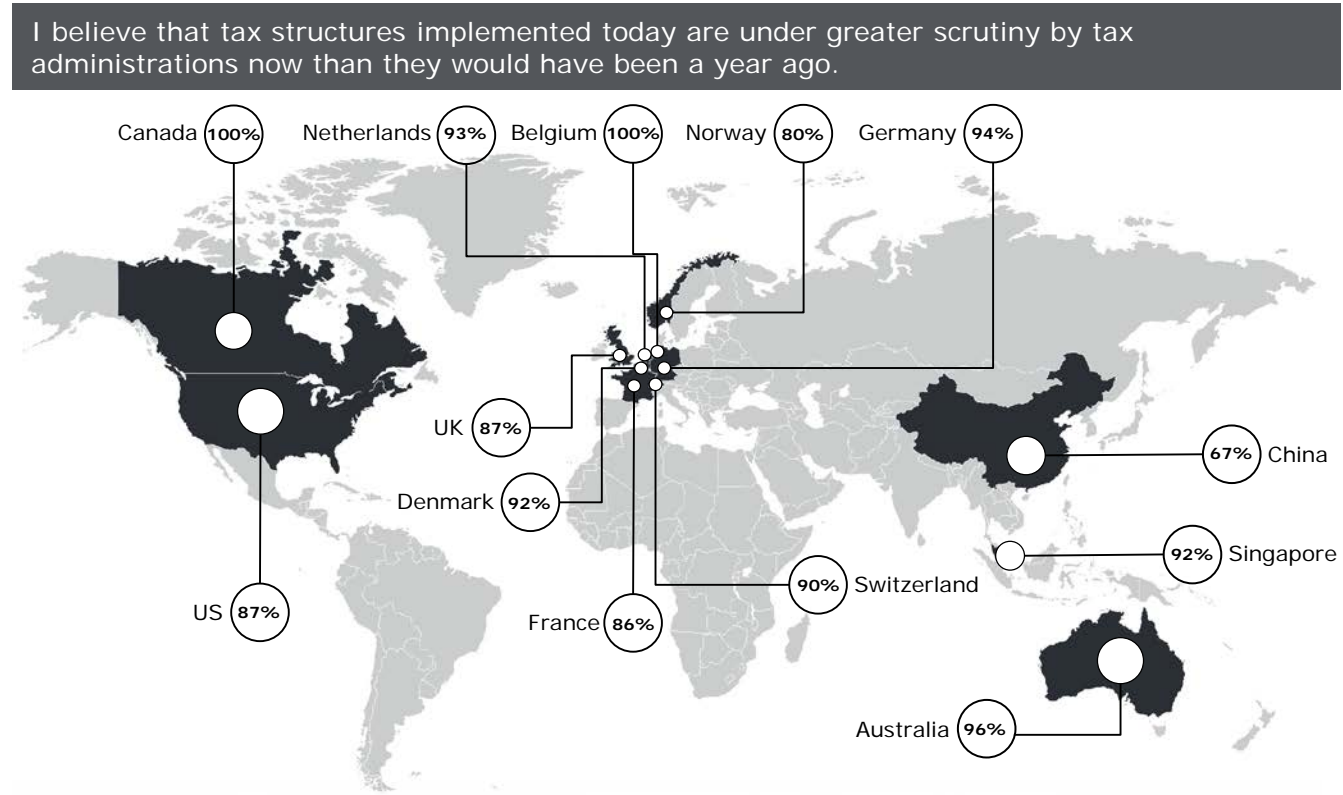 I believe that tax structures implemented today are under greater scrutiny by tax
administrations now than they would have been a year ago.
Canada 100%
Netherlands 93%
Belgium 100%
Norway 80%
Germany 94%
UK 87%
67% China
Denmark 92%
92% Singapore
90% Switzerland
US 87%
France 86%
Australia 96%